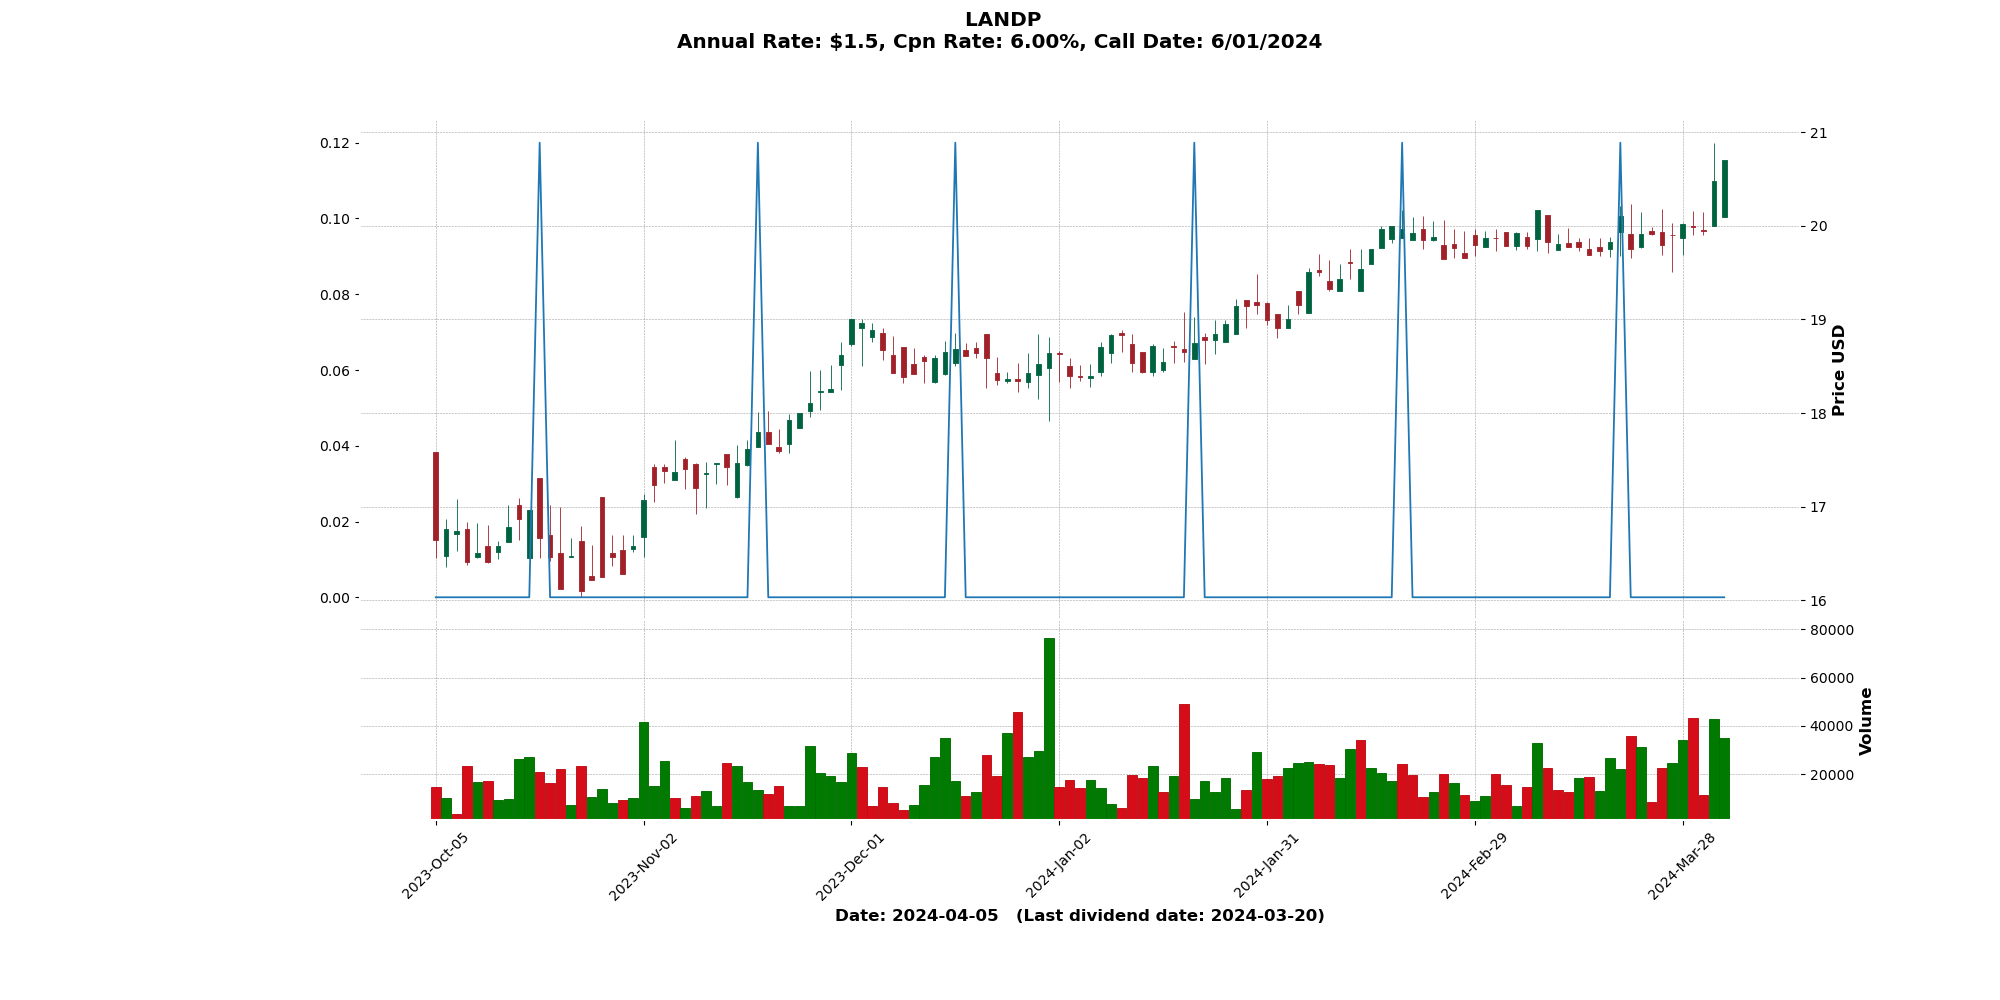 LANDP
Annual Rate: $1.5, Cpn Rate: 6.00%, Call Date: 6/01/2024
0.12
0.10
0.08
0.06
0.04
0.02
0.00
21
20
19
18
17
16
Price USD
80000
60000
40000
20000
Volume
2023-Oct-05
2023-Nov-02
2023-Dec-01
2024-Jan-02
2024-Jan-31
2024-Feb-29
2024-Mar-28
Date: 2024-04-05 (Last dividend date: 2024-03-20)